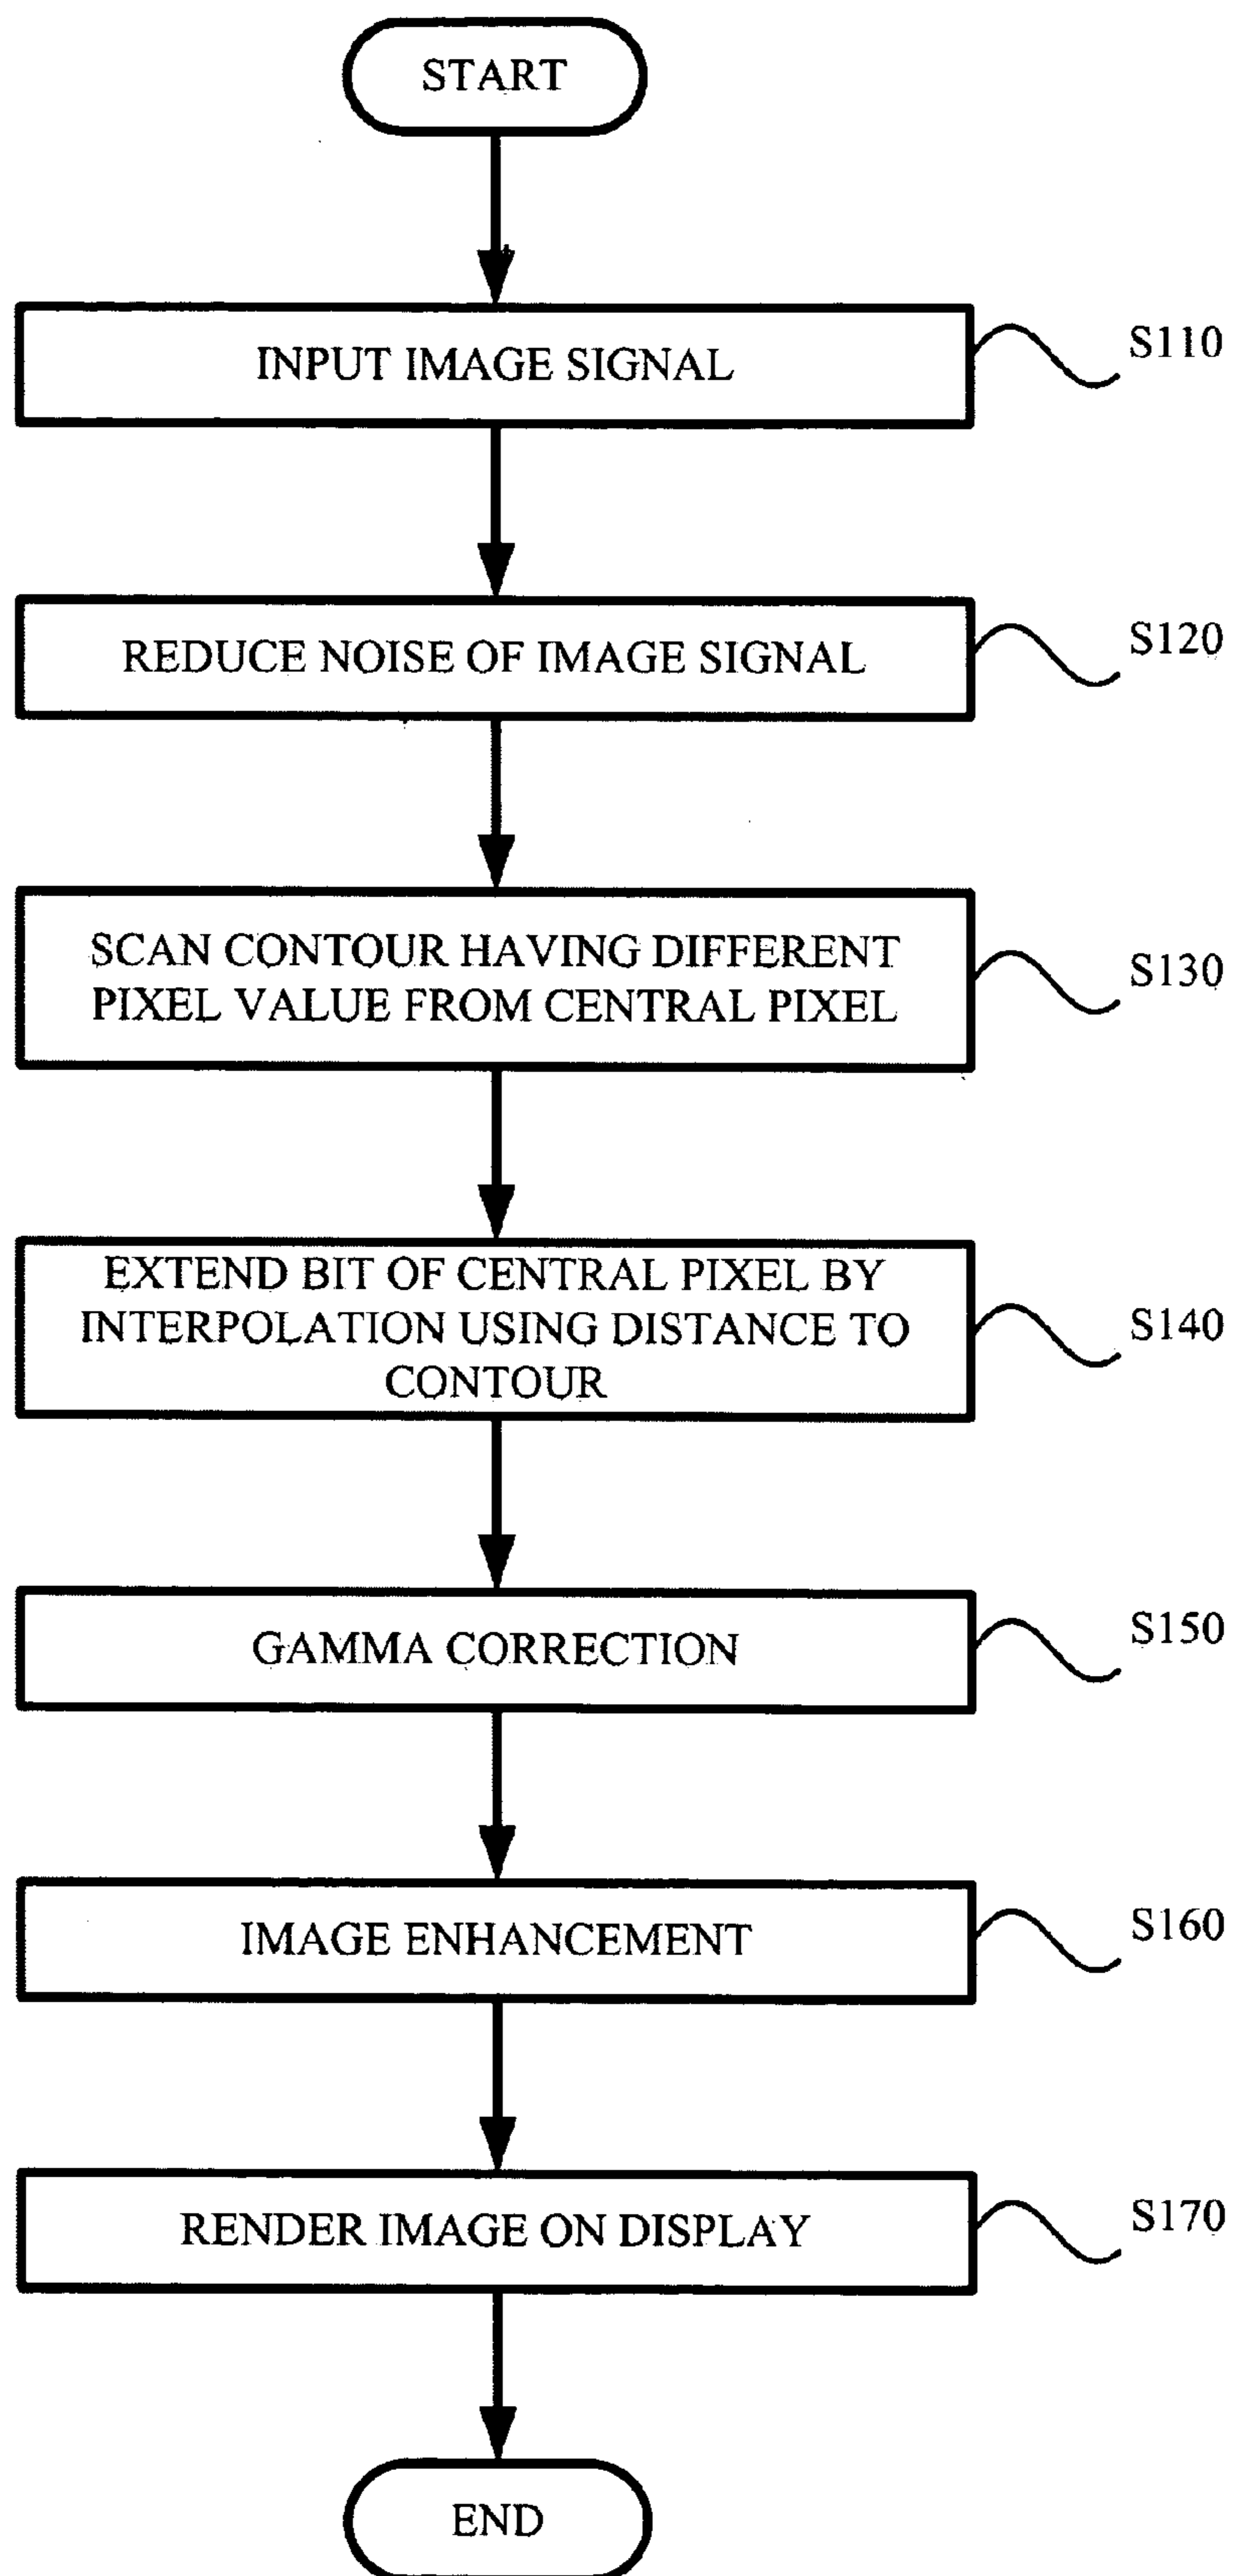 START
INPUT IMAGE SIGNAL
S110
REDUCE NOISE OF IMAGE SIGNAL
S120
SCAN CONTOUR HAVING DIFFERENT
PIXEL VALUE FROM CENTRAL PIXEL
S130
EXTEND BIT OF CENTRAL PIXEL BY
INTERPOLATION USING DISTANCE TO
CONTOUR
S140
GAMMA CORRECTION
S150
IMAGE ENHANCEMENT
S160
RENDER IMAGE ON DISPLAY
S170
END